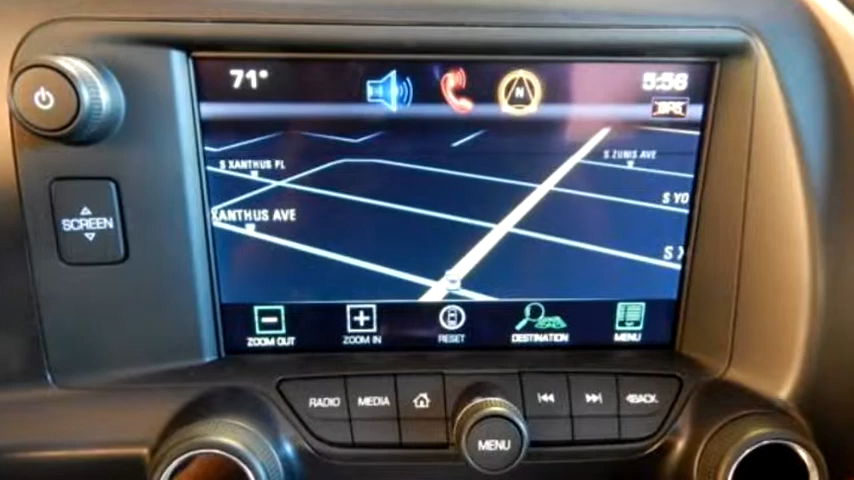 71°
N
5:56
GPS
S ZUNIS AVE
S XANTHUS PL
S YO
XANTHUS AVE
S X
SCREEN
ZOOM OUT
ZOOM IN
RESET
DESTINATION
MENU
RADIO
MEDIA
BACK
MENU